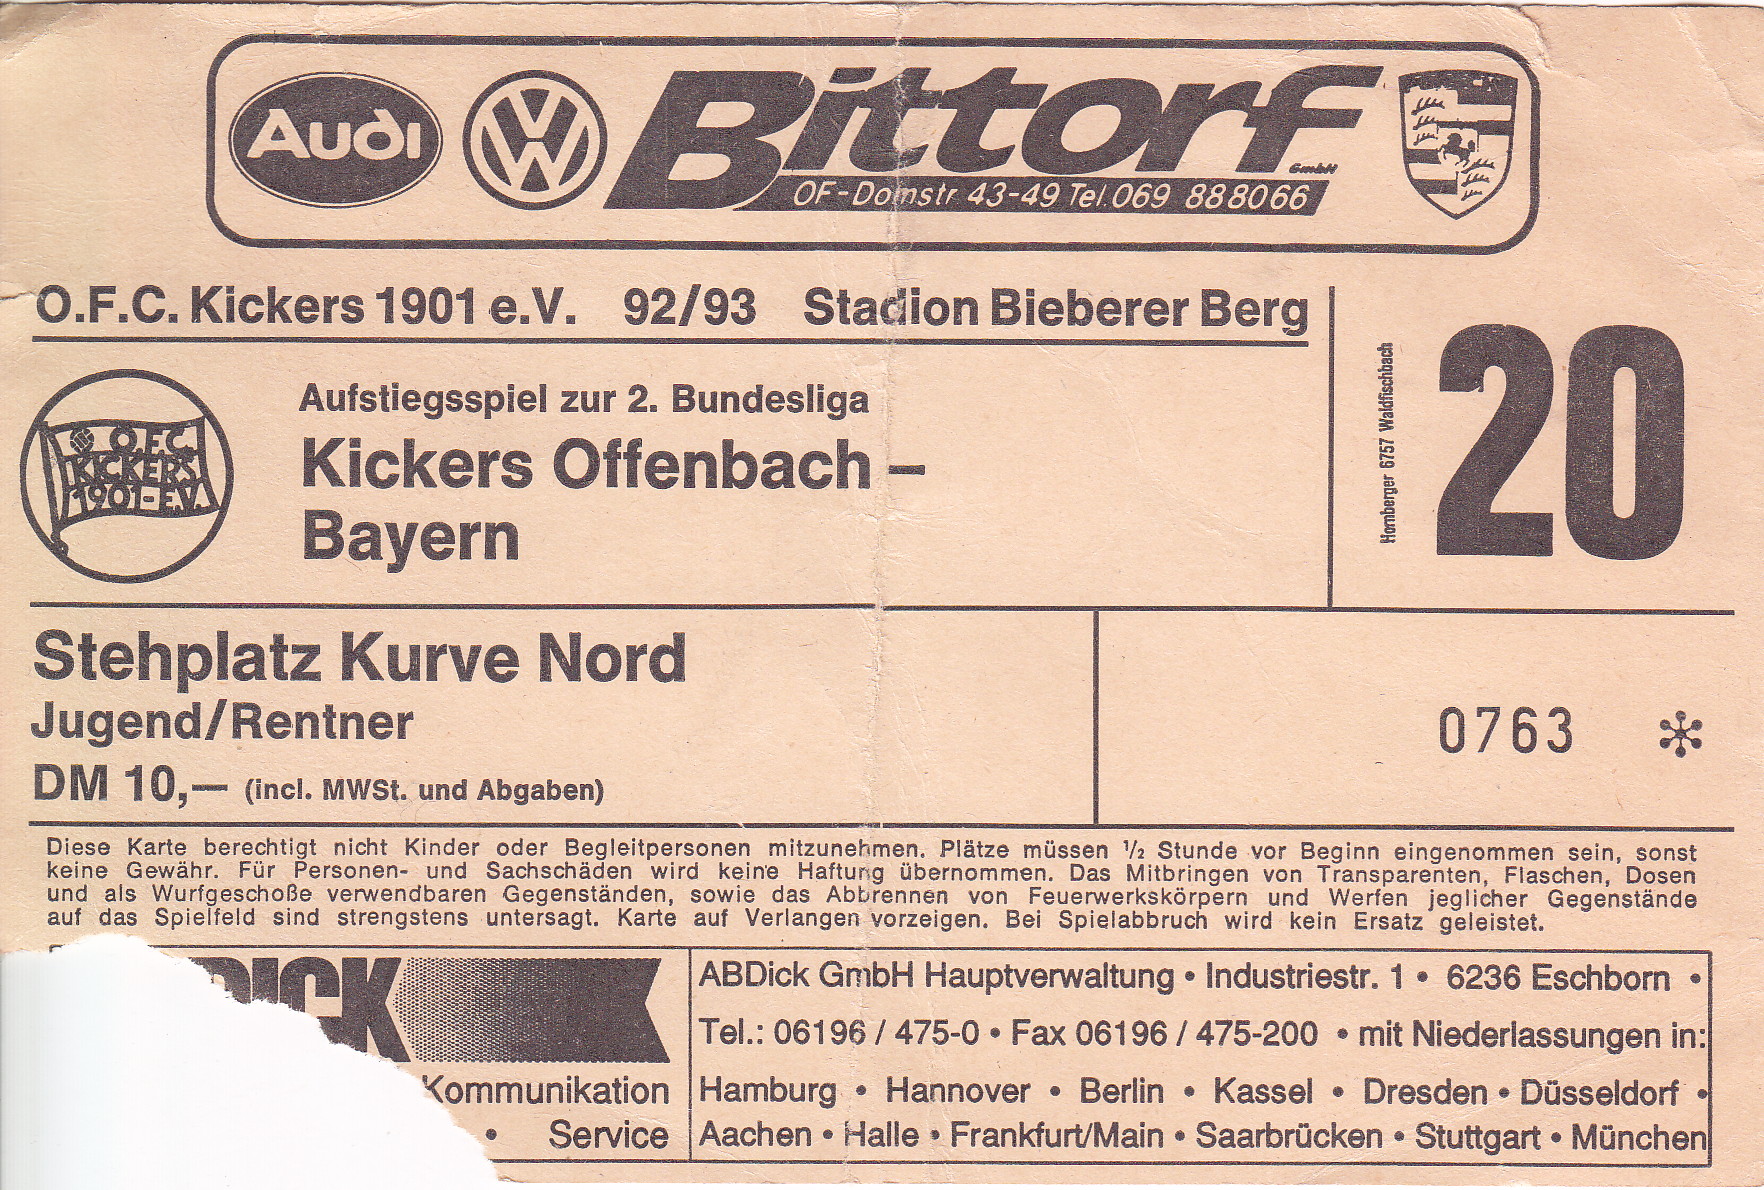 Audi VW Bittorf GmbH
OF-Domstr 43-49 Tel.069 888066
O.F.C. Kickers 1901 e.V. 92/93 Stadion Bieberer Berg
O.F.C.
KICKERS
1901-E.V.
Aufstiegsspiel zur 2. Bundesliga
Kickers Offenbach –
Bayern
Hornberger 6757 Waldfischbach
20
Stehplatz Kurve Nord
Jugend/Rentner
DM 10,— (incl. MWSt. und Abgaben)
0763 *
Diese Karte berechtigt nicht Kinder oder Begleitpersonen mitzunehmen. Plätze müssen ½ Stunde vor Beginn eingenommen sein, sonst
keine Gewähr. Für Personen- und Sachschäden wird keine Haftung übernommen. Das Mitbringen von Transparenten, Flaschen, Dosen
und als Wurfgeschoße verwendbaren Gegenständen, sowie das Abbrennen von Feuerwerkskörpern und Werfen jeglicher Gegenstände
auf das Spielfeld sind strengstens untersagt. Karte auf Verlangen vorzeigen. Bei Spielabbruch wird kein Ersatz geleistet.
DICK
Kommunikation
• Service
ABDick GmbH Hauptverwaltung • Industriestr. 1 • 6236 Eschborn •
Tel.: 06196 / 475-0 • Fax 06196 / 475-200 • mit Niederlassungen in:
Hamburg • Hannover • Berlin • Kassel • Dresden • Düsseldorf •
Aachen • Halle • Frankfurt/Main • Saarbrücken • Stuttgart • München